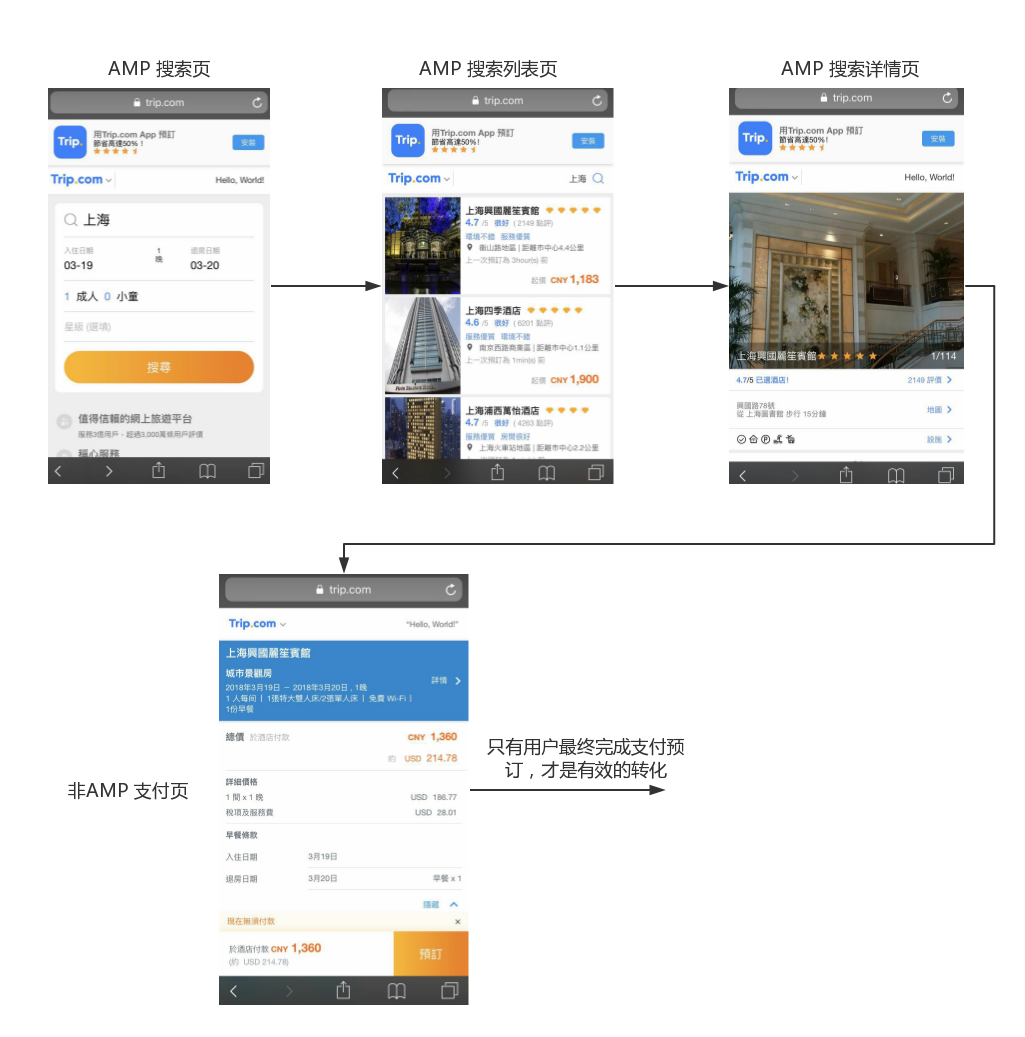 AMP 搜索页
trip.com
Trip.
用Trip.com App 預訂
節省高達50%！
安裝
Trip.com
Hello, World!
上海
入住日期
1
晚
退房日期
03-19
03-20
1 成人 0 小童
星級 (選填)
搜尋
值得信賴的網上旅遊平台
服務3億用戶，超過3,000萬條用戶評價
稱心服務
AMP 搜索列表页
trip.com
Trip.
用Trip.com App 預訂
節省高達50%!
安裝
Trip.com
上海
上海興國麗笙賓館
4.7 /5 很好 ( 2149 點評)
環境不錯 服務優質
衡山路地區 | 距離市中心4.4公里
上一次預訂為 3hour(s) 前
起價 CNY 1,183
上海四季酒店
4.6 /5 很好 ( 6201 點評)
服務優質 環境不錯
南京西路商業區 | 距離市中心1.1公里
上一次預訂為 1min(s) 前
起價 CNY 1,900
上海浦西萬怡酒店
4.7 /5 很好 ( 4263 點評)
服務優質 房間很好
上海火車站地區 | 距離市中心2.2公里
AMP 搜索详情页
trip.com
Trip.
用Trip.com App 預訂
節省高達50%!
安裝
Trip.com
Hello, World!
上海興國麗笙賓館
1/114
4.7/5 已選酒店!
2149 評價
興國路78號
從 上海圖書館 步行 15分鐘
地圖
設施
非AMP 支付页
trip.com
Trip.com
"Hello, World!"
上海興國麗笙賓館
城市景觀房
2018年3月19日 – 2018年3月20日 , 1晚
1 人每间 | 1張特大雙人床/2張單人床 | 免費 Wi-Fi |
1份早餐
詳情
總價 於酒店付款
CNY 1,360
約 USD 214.78
詳細價格
1 間 x 1 晚
USD 186.77
稅項及服務費
USD 28.01
早餐條款
入住日期
3月19日
退房日期
3月20日
早餐 x 1
隱藏
現在無須付款
×
於酒店付款 CNY 1,360
(約 USD 214.78)
預訂
只有用户最终完成支付预
订，才是有效的转化